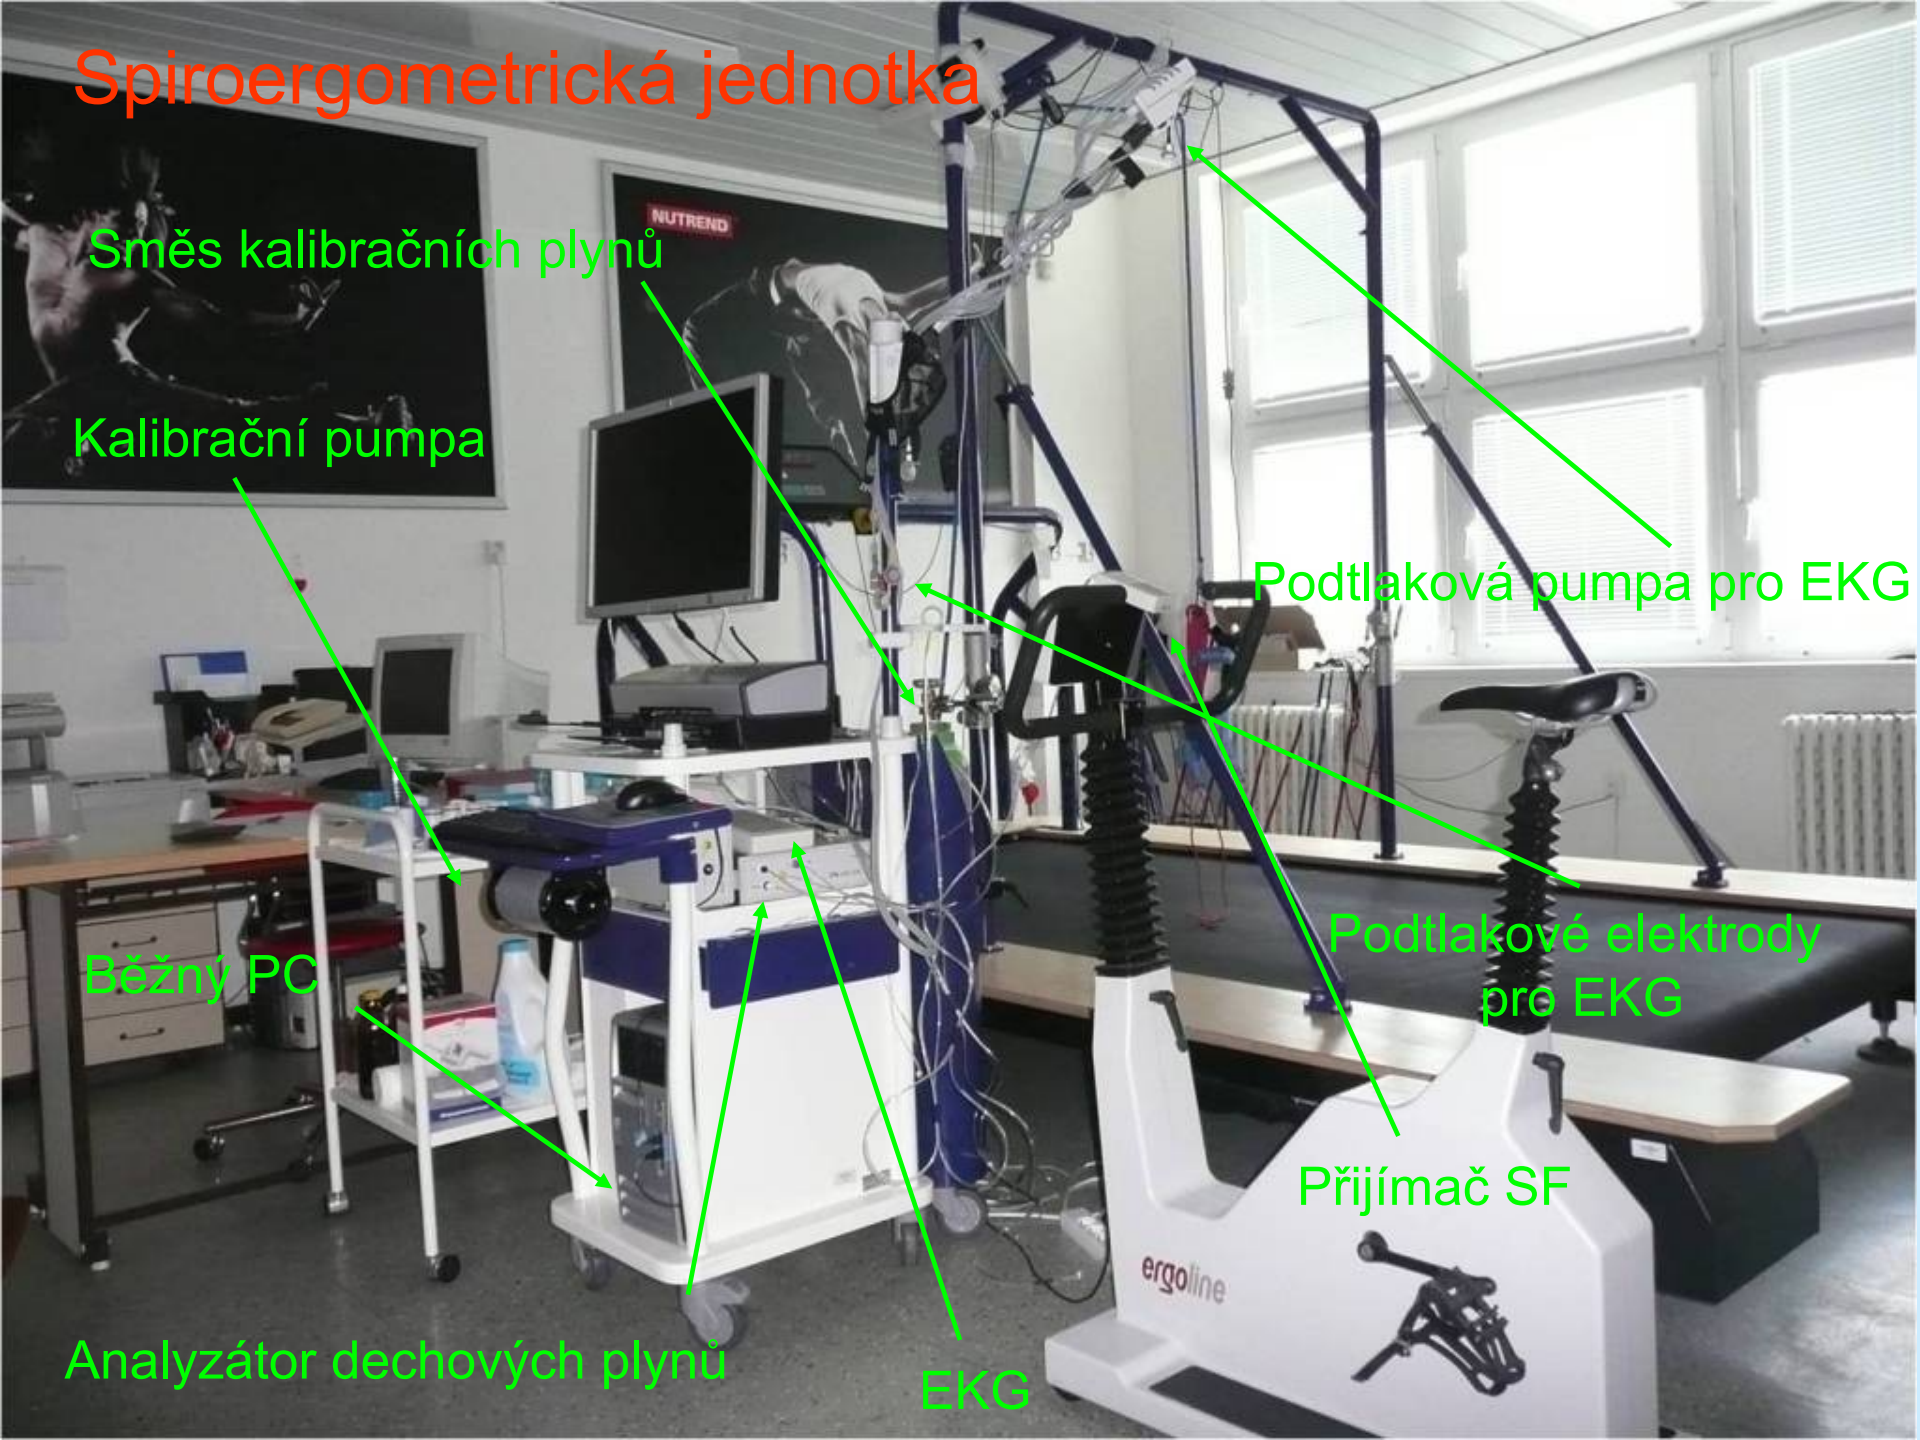 Spiroergometrická jednotka
NUTREND
Směs kalibračních plynů
Kalibrační pumpa
Podtlaková pumpa pro EKG
Podtlakové elektrody
pro EKG
Běžný PC
Přijímač SF
ergoline
Analyzátor dechových plynů
EKG